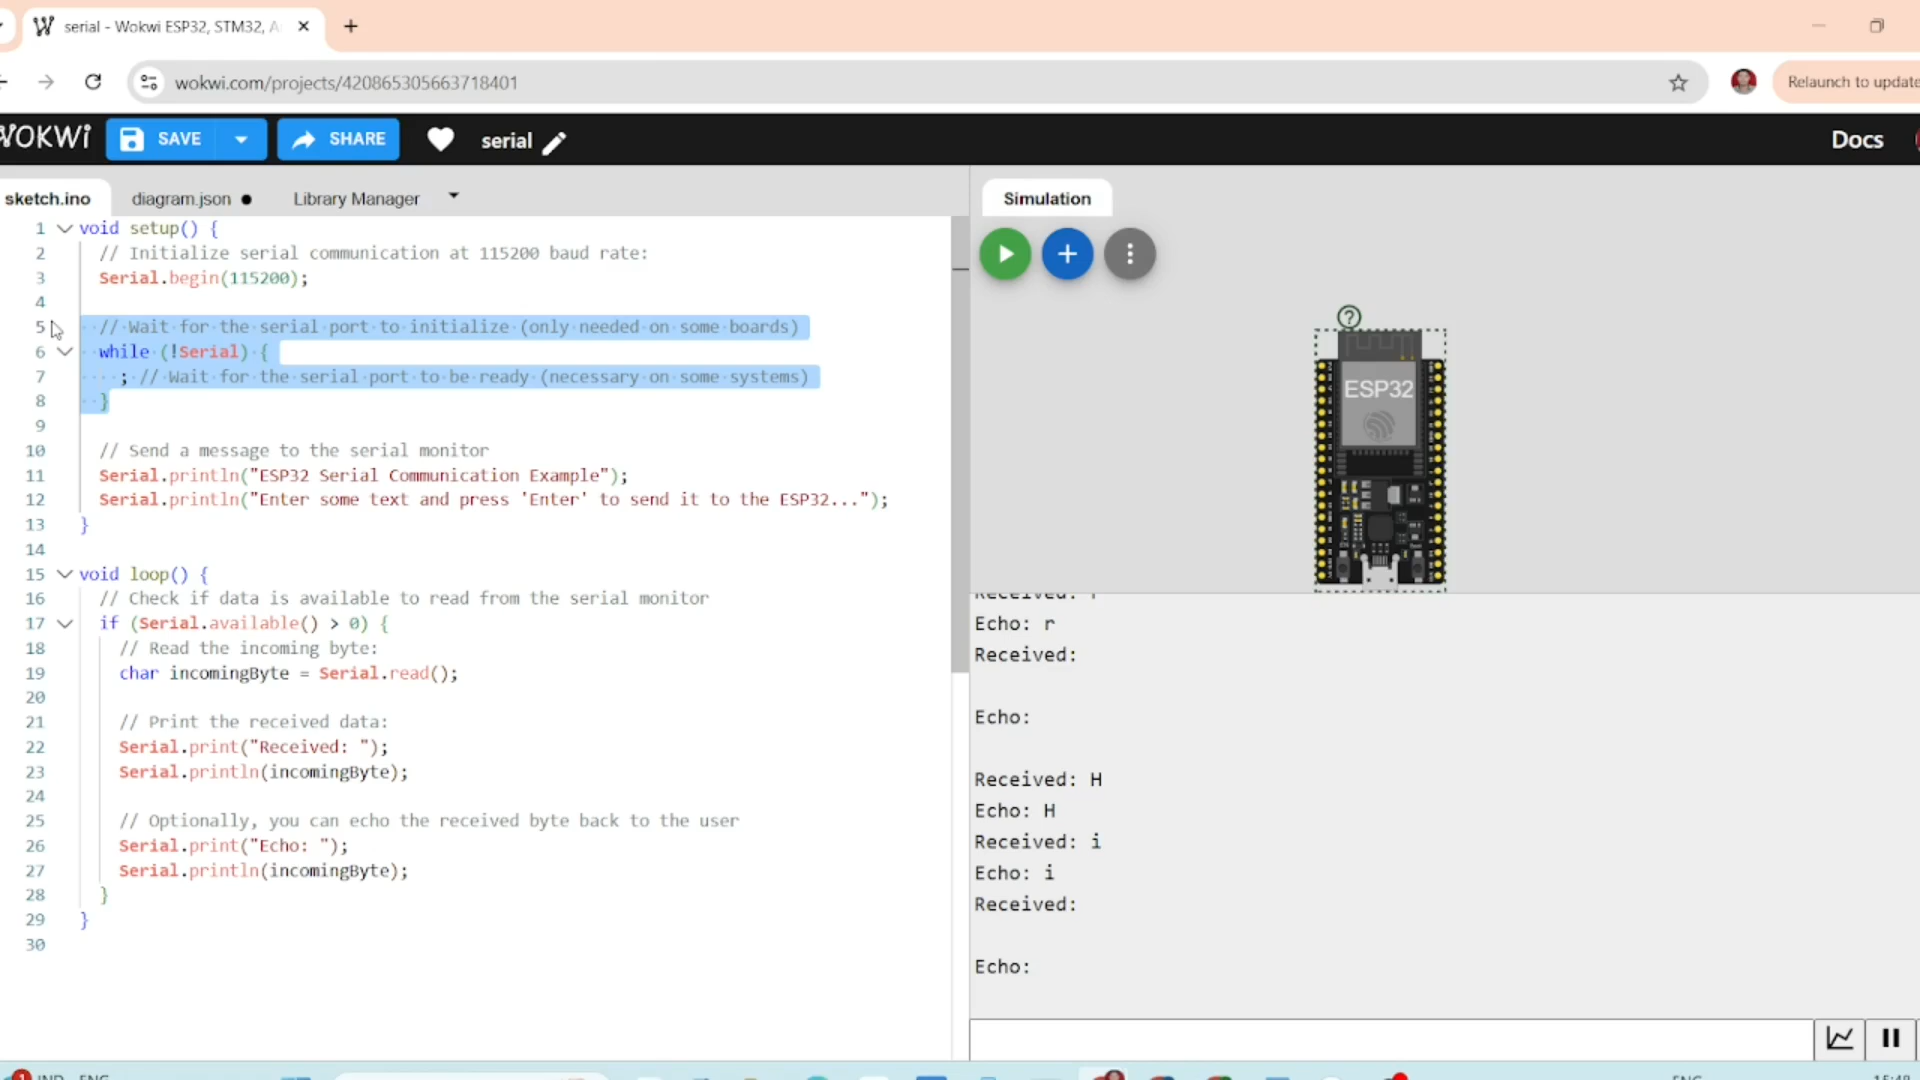 serial - Wokwi ESP32, STM32, A
wokwi.com/projects/420865305663718401
Relaunch to update
WOKWi
SAVE
SHARE
serial
Docs
sketch.ino
diagram.json
Library Manager
Simulation
1 void setup() {
2 // Initialize serial communication at 115200 baud rate:
3 Serial.begin(115200);
4
5 // Wait for the serial port to initialize (only needed on some boards)
6 while (!Serial) {
7 ; // Wait for the serial port to be ready (necessary on some systems)
8 }
9
10 // Send a message to the serial monitor
11 Serial.println("ESP32 Serial Communication Example");
12 Serial.println("Enter some text and press 'Enter' to send it to the ESP32...");
13 }
14
15 void loop() {
16 // Check if data is available to read from the serial monitor
17 if (Serial.available() > 0) {
18 // Read the incoming byte:
19 char incomingByte = Serial.read();
20
21 // Print the received data:
22 Serial.print("Received: ");
23 Serial.println(incomingByte);
24
25 // Optionally, you can echo the received byte back to the user
26 Serial.print("Echo: ");
27 Serial.println(incomingByte);
28 }
29 }
30
ESP32
Received: r
Echo: r
Received:
Echo:
Received: H
Echo: H
Received: i
Echo: i
Received:
Echo:
1
IND
ENG
ENG
15:48